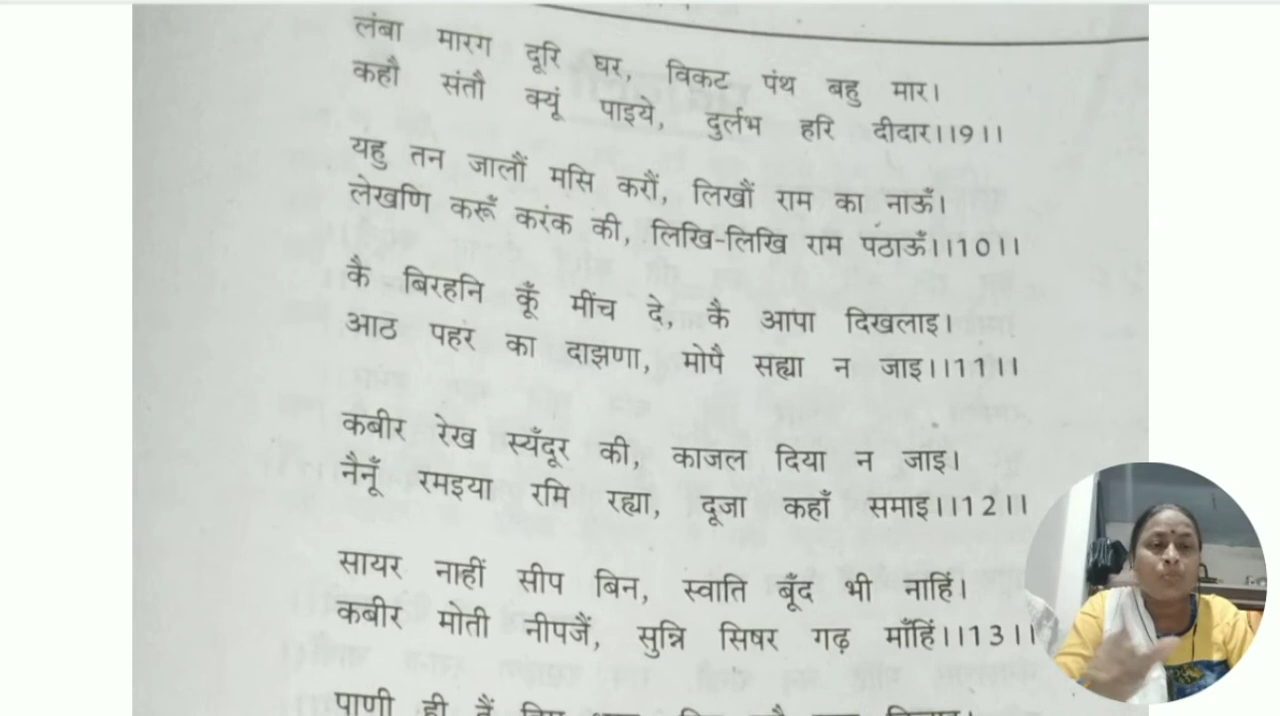 लंबा मारग दूरि घर, विकट पंथ बहु मार।
कहौ संतौ क्यूं पाइये, दुर्लभ हरि दीदार।।9।।
यहु तन जालौं मसि करौं, लिखौं राम का नाऊँ।
लेखणि करूँ करंक की, लिखि-लिखि राम पठाऊँ।।10।।
कै बिरहनि कूँ मींच दे, कै आपा दिखलाइ।
आठ पहर का दाझणा, मोपै सह्या न जाइ।।11।।
कबीर रेख स्यँदूर की, काजल दिया न जाइ।
नैनूँ रमइया रमि रह्या, दूजा कहाँ समाइ।।12।।
सायर नाहीं सीप बिन, स्वाति बूँद भी नाहिं।
कबीर मोती नीपजैं, सुन्नि सिषर गढ़ माँहिं।।13।।
पाणी ही तैं